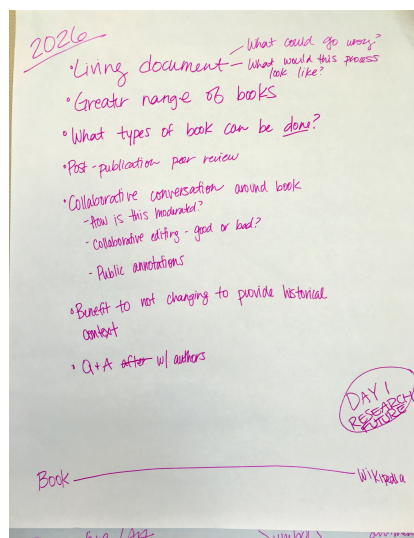 2026
• Living document - What could go wrong?
- What would this process
look like?
• Greater range of books
• What types of book can be done?
• Post-publication peer review
• Collaborative conversation around book
- How is this moderated?
- Collaborative editing - good or bad?
- Public annotations
• Benefit to not changing to provide historical
context
• Q+A after w/ authors
DAY 1
RESEARCH
FUTURE
Book Wikipedia